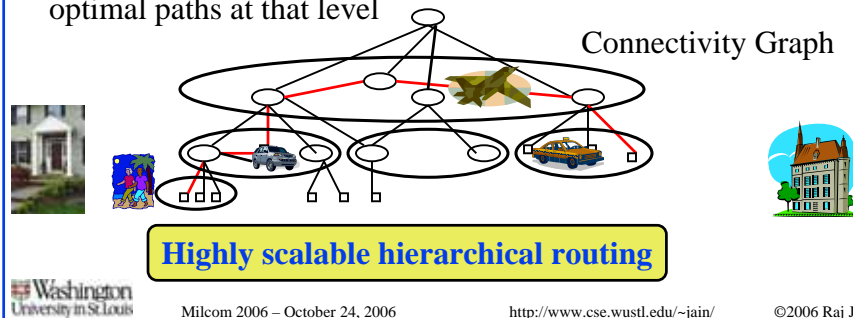 optimal paths at that level
Connectivity Graph
Highly scalable hierarchical routing
Washington
University in St. Louis
Milcom 2006 – October 24, 2006
http://www.cse.wustl.edu/~jain/
©2006 Raj J